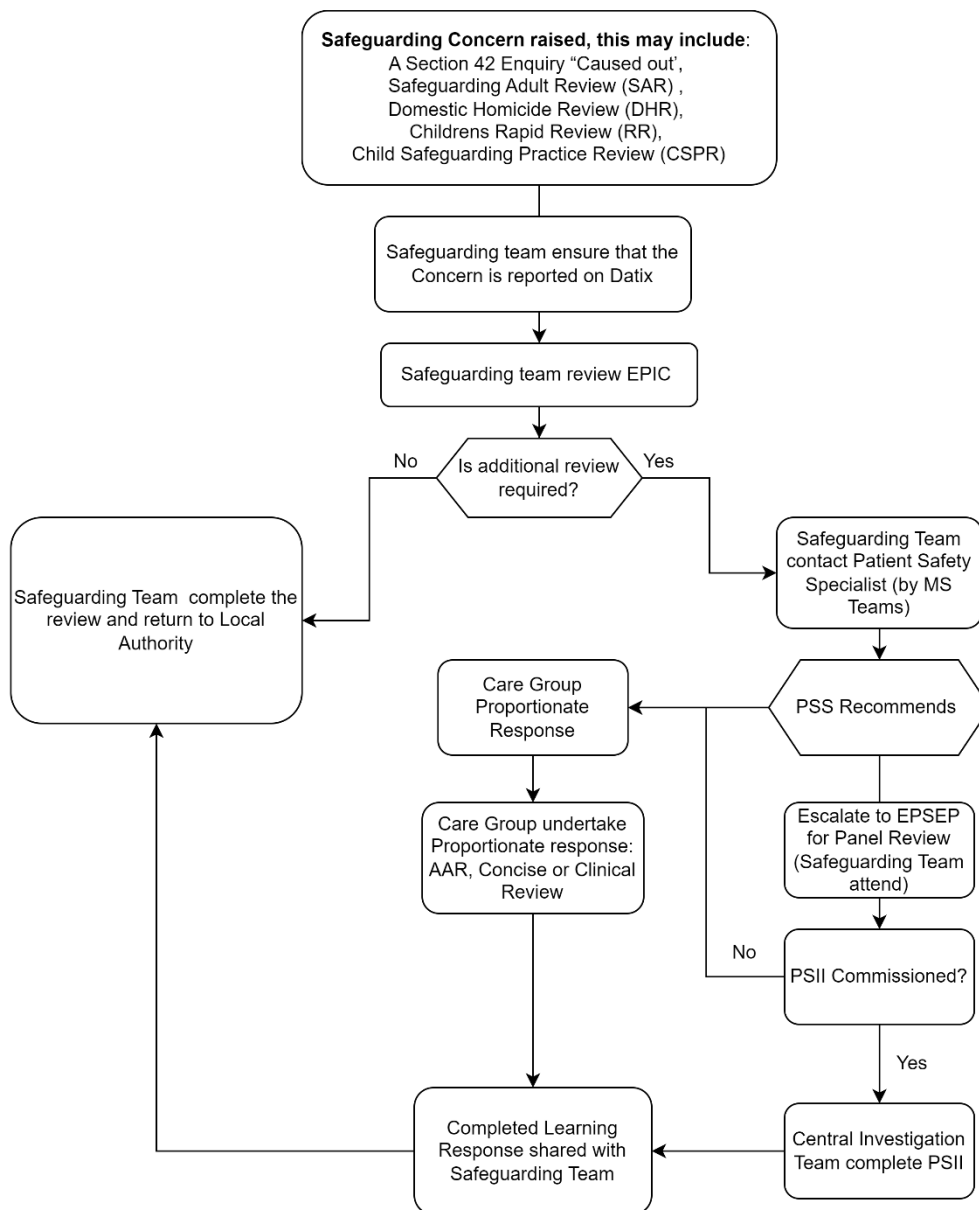 Safeguarding Concern raised, this may include:
A Section 42 Enquiry “Caused out’,
Safeguarding Adult Review (SAR) ,
Domestic Homicide Review (DHR),
Childrens Rapid Review (RR),
Child Safeguarding Practice Review (CSPR)
Safeguarding team ensure that the
Concern is reported on Datix
Safeguarding team review EPIC
Is additional review
required?
No
Yes
Safeguarding Team complete the
review and return to Local
Authority
Safeguarding Team
contact Patient Safety
Specialist (by MS
Teams)
PSS Recommends
Care Group
Proportionate
Response
Care Group undertake
Proportionate response:
AAR, Concise or Clinical
Review
Escalate to EPSEP
for Panel Review
(Safeguarding Team
attend)
PSII Commissioned?
No
Yes
Central Investigation
Team complete PSII
Completed Learning
Response shared with
Safeguarding Team